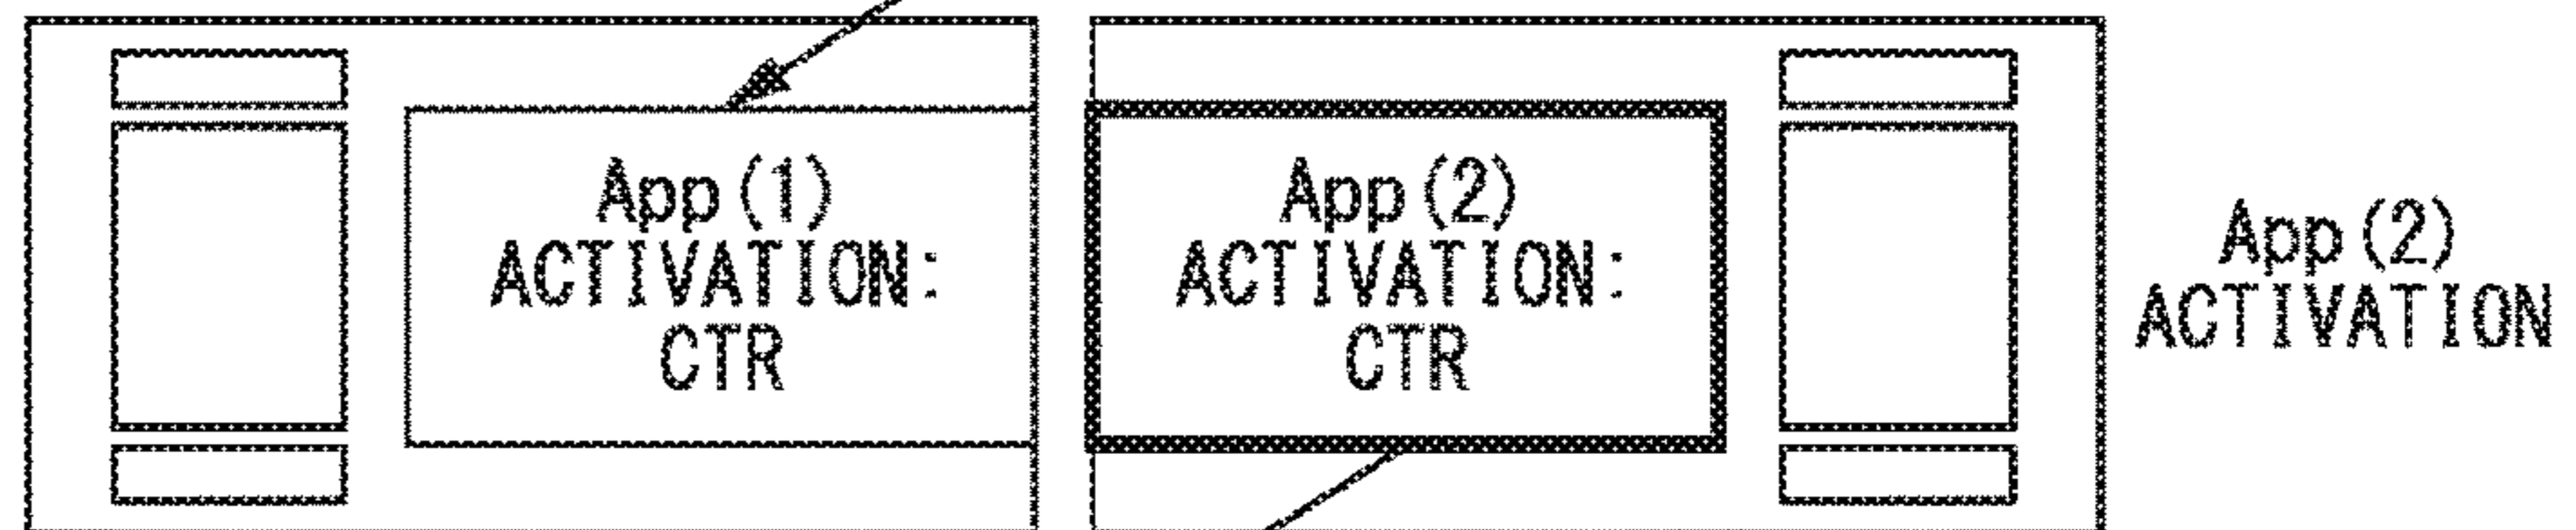 App(1)
ACTIVATION:
CTR
App(2)
ACTIVATION:
CTR
App(2)
ACTIVATION